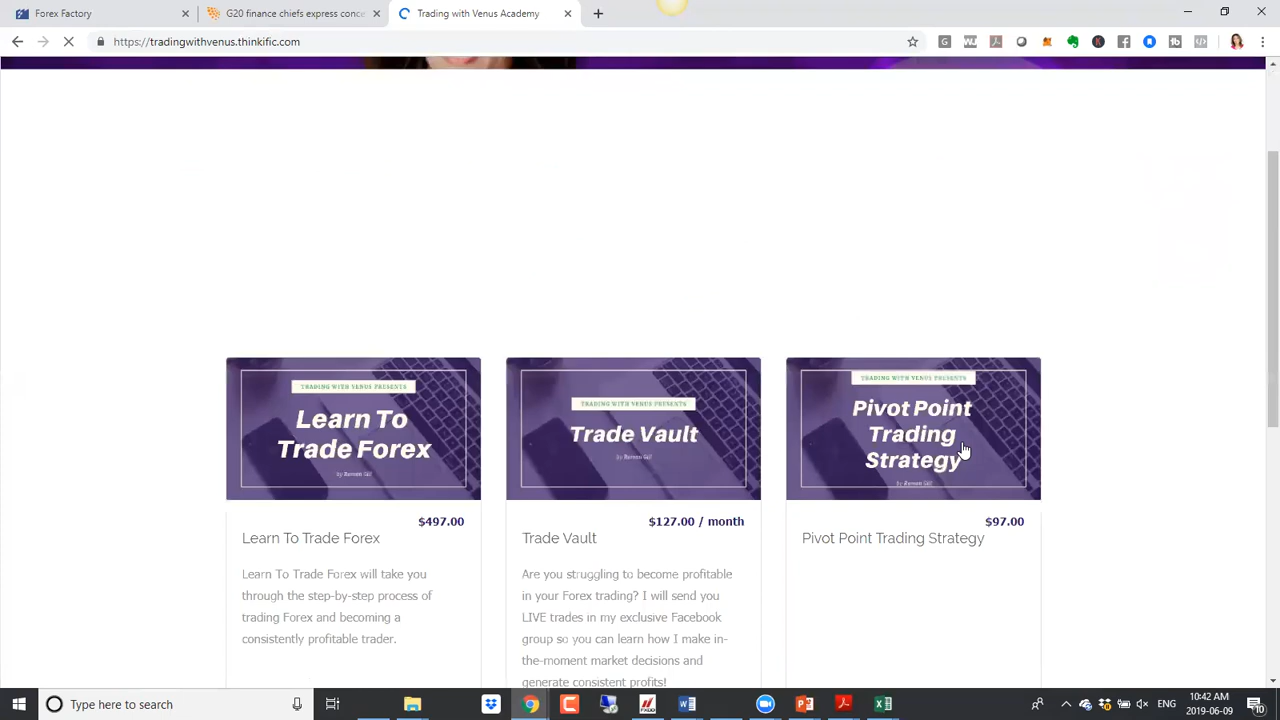 Forex Factory
G20 finance chiefs express conce
Trading with Venus Academy
https://tradingwithvenus.thinkific.com
TRADING WITH VENUS PRESENTS
Learn To
Trade Forex
$497.00
Learn To Trade Forex
Learn To Trade Forex will take you
through the step-by-step process of
trading Forex and becoming a
consistently profitable trader.
TRADING WITH VENUS PRESENTS
Trade Vault
$127.00 / month
Trade Vault
Are you struggling to become profitable
in your Forex trading? I will send you
LIVE trades in my exclusive Facebook
group so you can learn how I make in-
the-moment market decisions and
generate consistent profits!
TRADING WITH VENUS PRESENTS
Pivot Point
Trading
Strategy
$97.00
Pivot Point Trading Strategy
Type here to search
ENG
10:42 AM
2019-06-09